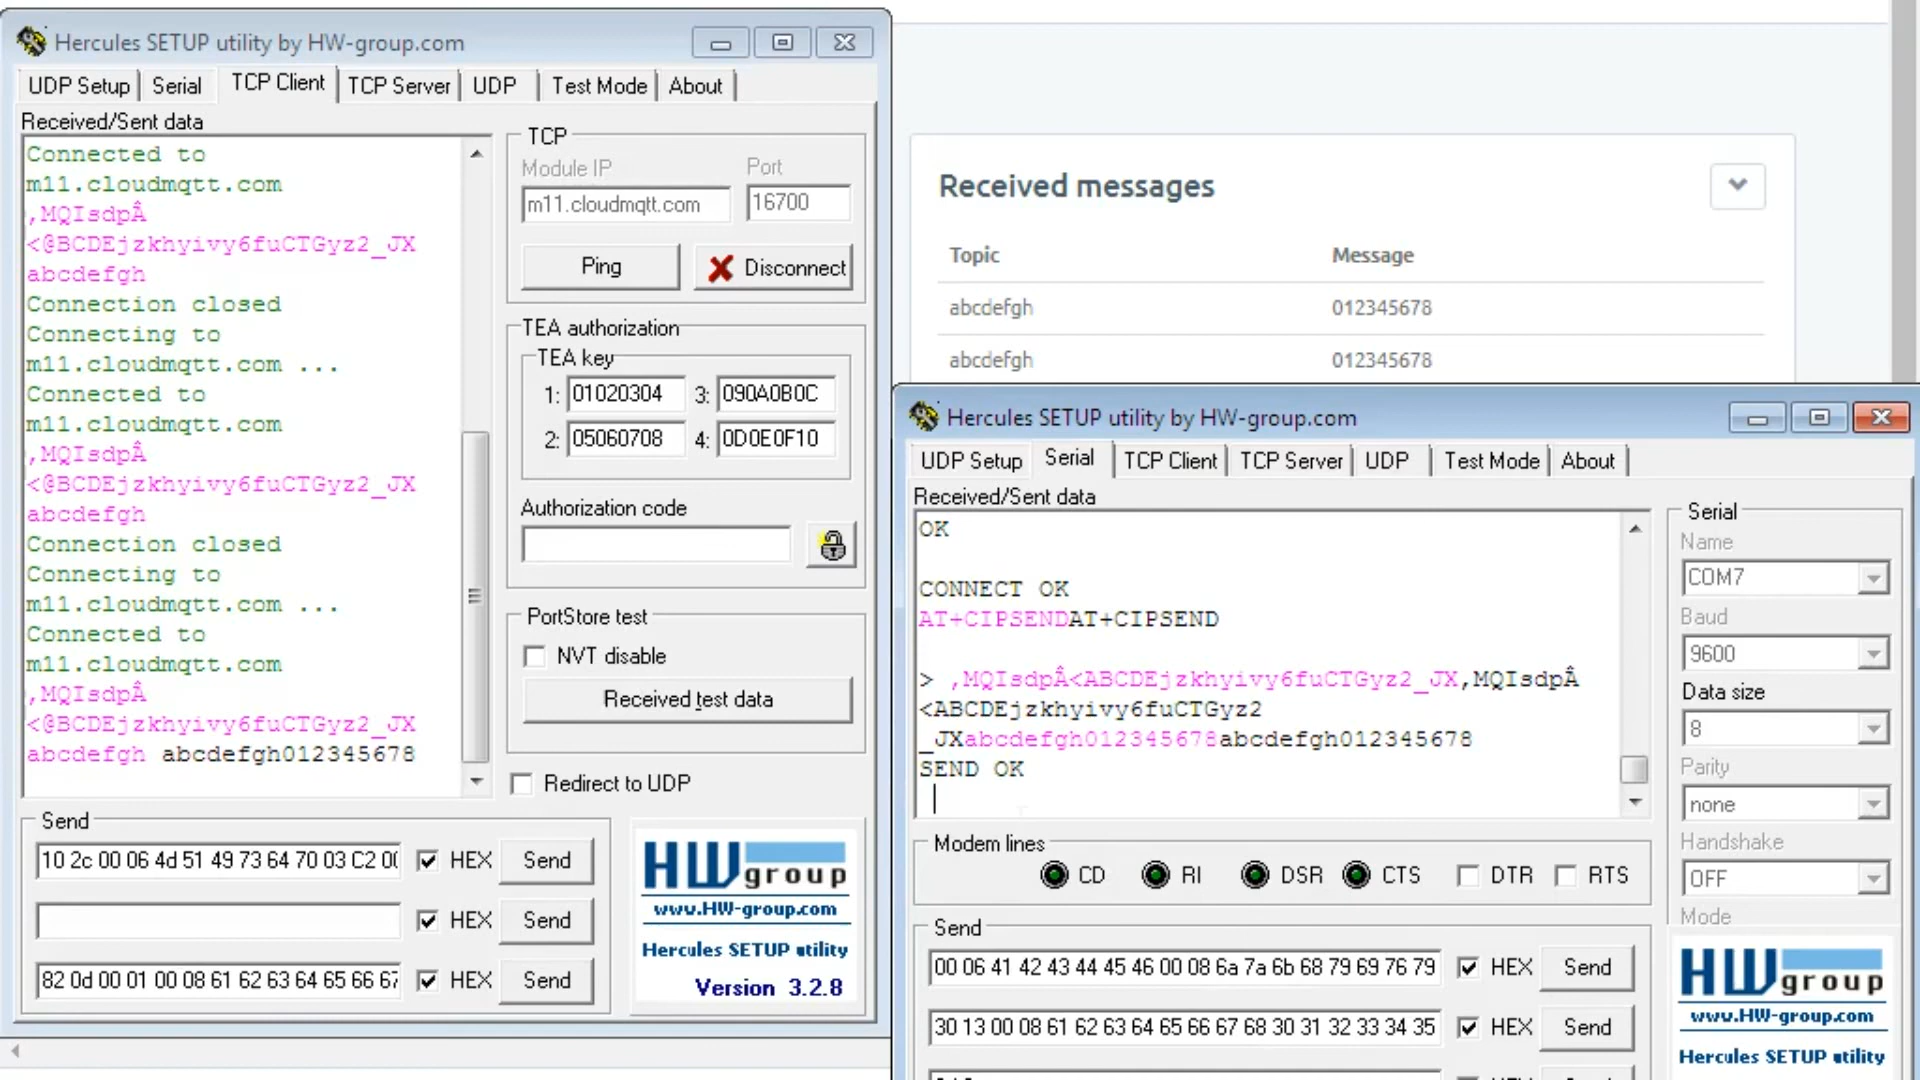 Hercules SETUP utility by HW-group.com
UDP Setup Serial TCP Client TCP Server UDP Test Mode About
Received/Sent data
Connected to
m11.cloudmqtt.com
,MQIsdpÂ
<@BCDEjzkhyivy6fuCTGyz2_JX
abcdefgh
Connection closed
Connecting to
m11.cloudmqtt.com ...
Connected to
m11.cloudmqtt.com
,MQIsdpÂ
<@BCDEjzkhyivy6fuCTGyz2_JX
abcdefgh
Connection closed
Connecting to
m11.cloudmqtt.com ...
Connected to
m11.cloudmqtt.com
,MQIsdpÂ
<@BCDEjzkhyivy6fuCTGyz2_JX
abcdefgh abcdefgh012345678
TCP
Module IP Port
m11.cloudmqtt.com 16700
Ping Disconnect
TEA authorization
TEA key
1: 01020304 3: 090A0B0C
2: 05060708 4: 0D0E0F10
Authorization code
PortStore test
NVT disable
Received test data
Redirect to UDP
Send
10 2c 00 06 4d 51 49 73 64 70 03 C2 00 HEX Send
HEX Send
82 0d 00 01 00 08 61 62 63 64 65 66 67 HEX Send
HW group
www.HW-group.com
Hercules SETUP utility
Version 3.2.8
Received messages
Topic Message
abcdefgh 012345678
abcdefgh 012345678
Hercules SETUP utility by HW-group.com
UDP Setup Serial TCP Client TCP Server UDP Test Mode About
Received/Sent data
OK
CONNECT OK
AT+CIPSENDAT+CIPSEND
> ,MQIsdpÂ<ABCDEjzkhyivy6fuCTGyz2_JX,MQIsdpÂ
<ABCDEjzkhyivy6fuCTGyz2
_JXabcdefgh012345678abcdefgh012345678
SEND OK
Serial
Name
COM7
Baud
9600
Data size
8
Parity
none
Handshake
OFF
Mode
Modem lines
CD RI DSR CTS DTR RTS
Send
00 06 41 42 43 44 45 46 00 08 6a 7a 6b 68 79 69 76 79 HEX Send
30 13 00 08 61 62 63 64 65 66 67 68 30 31 32 33 34 35 HEX Send
HW group
www.HW-group.com
Hercules SETUP utility